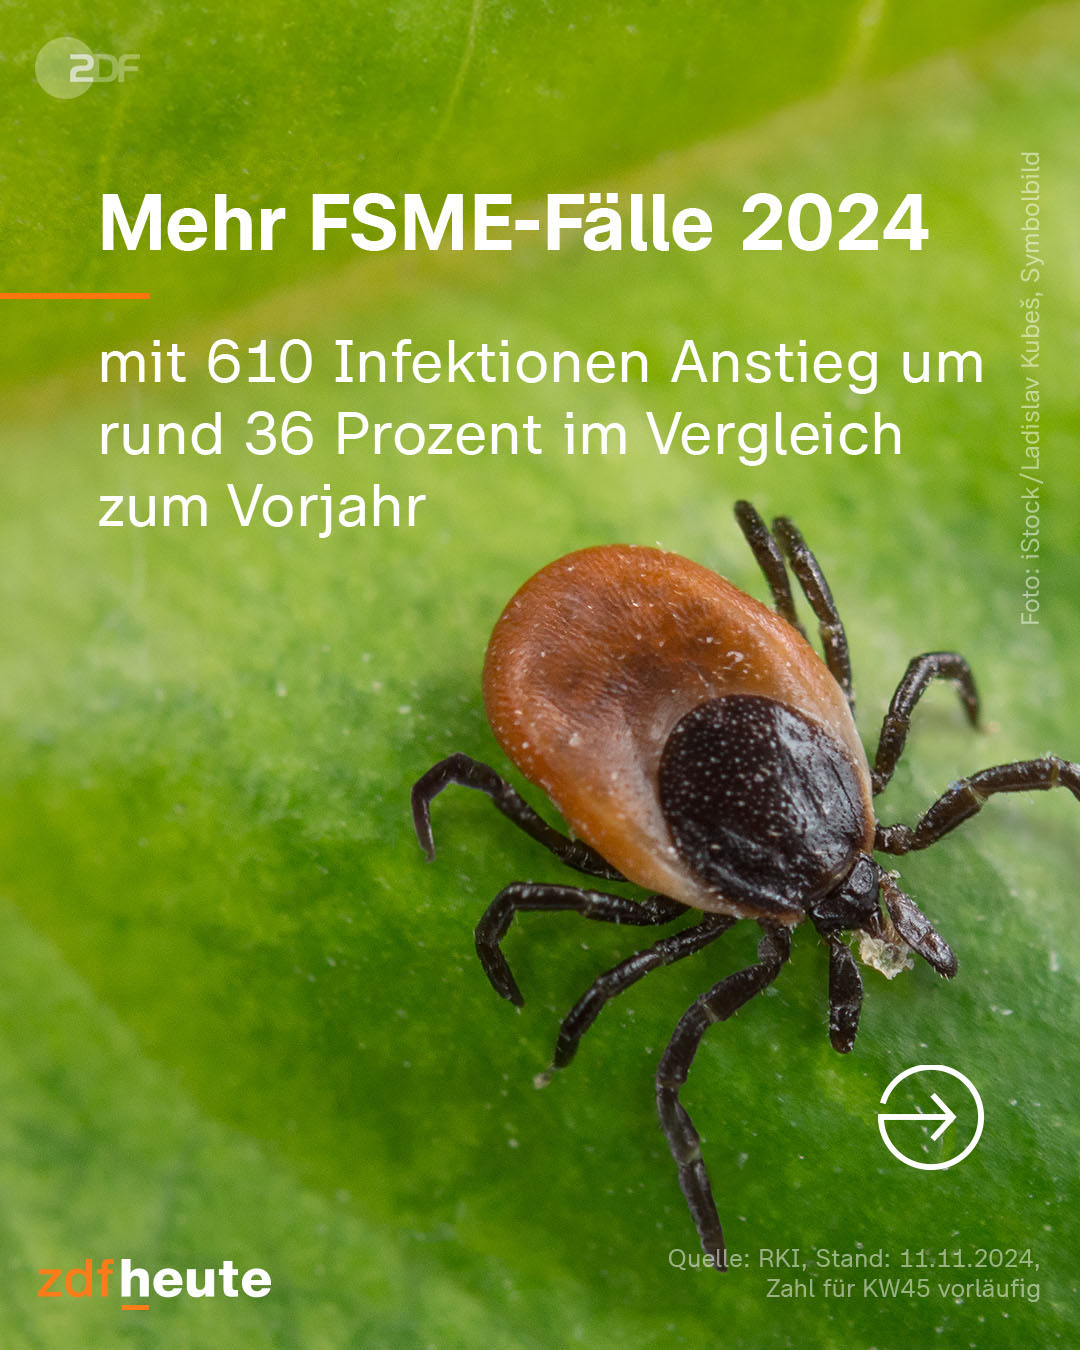 ZDF
Mehr FSME-Fälle 2024
mit 610 Infektionen Anstieg um
rund 36 Prozent im Vergleich
zum Vorjahr
Foto: iStock/Ladislav Kubeš, Symbolbild
zdfheute
Quelle: RKI, Stand: 11.11.2024,
Zahl für KW45 vorläufig